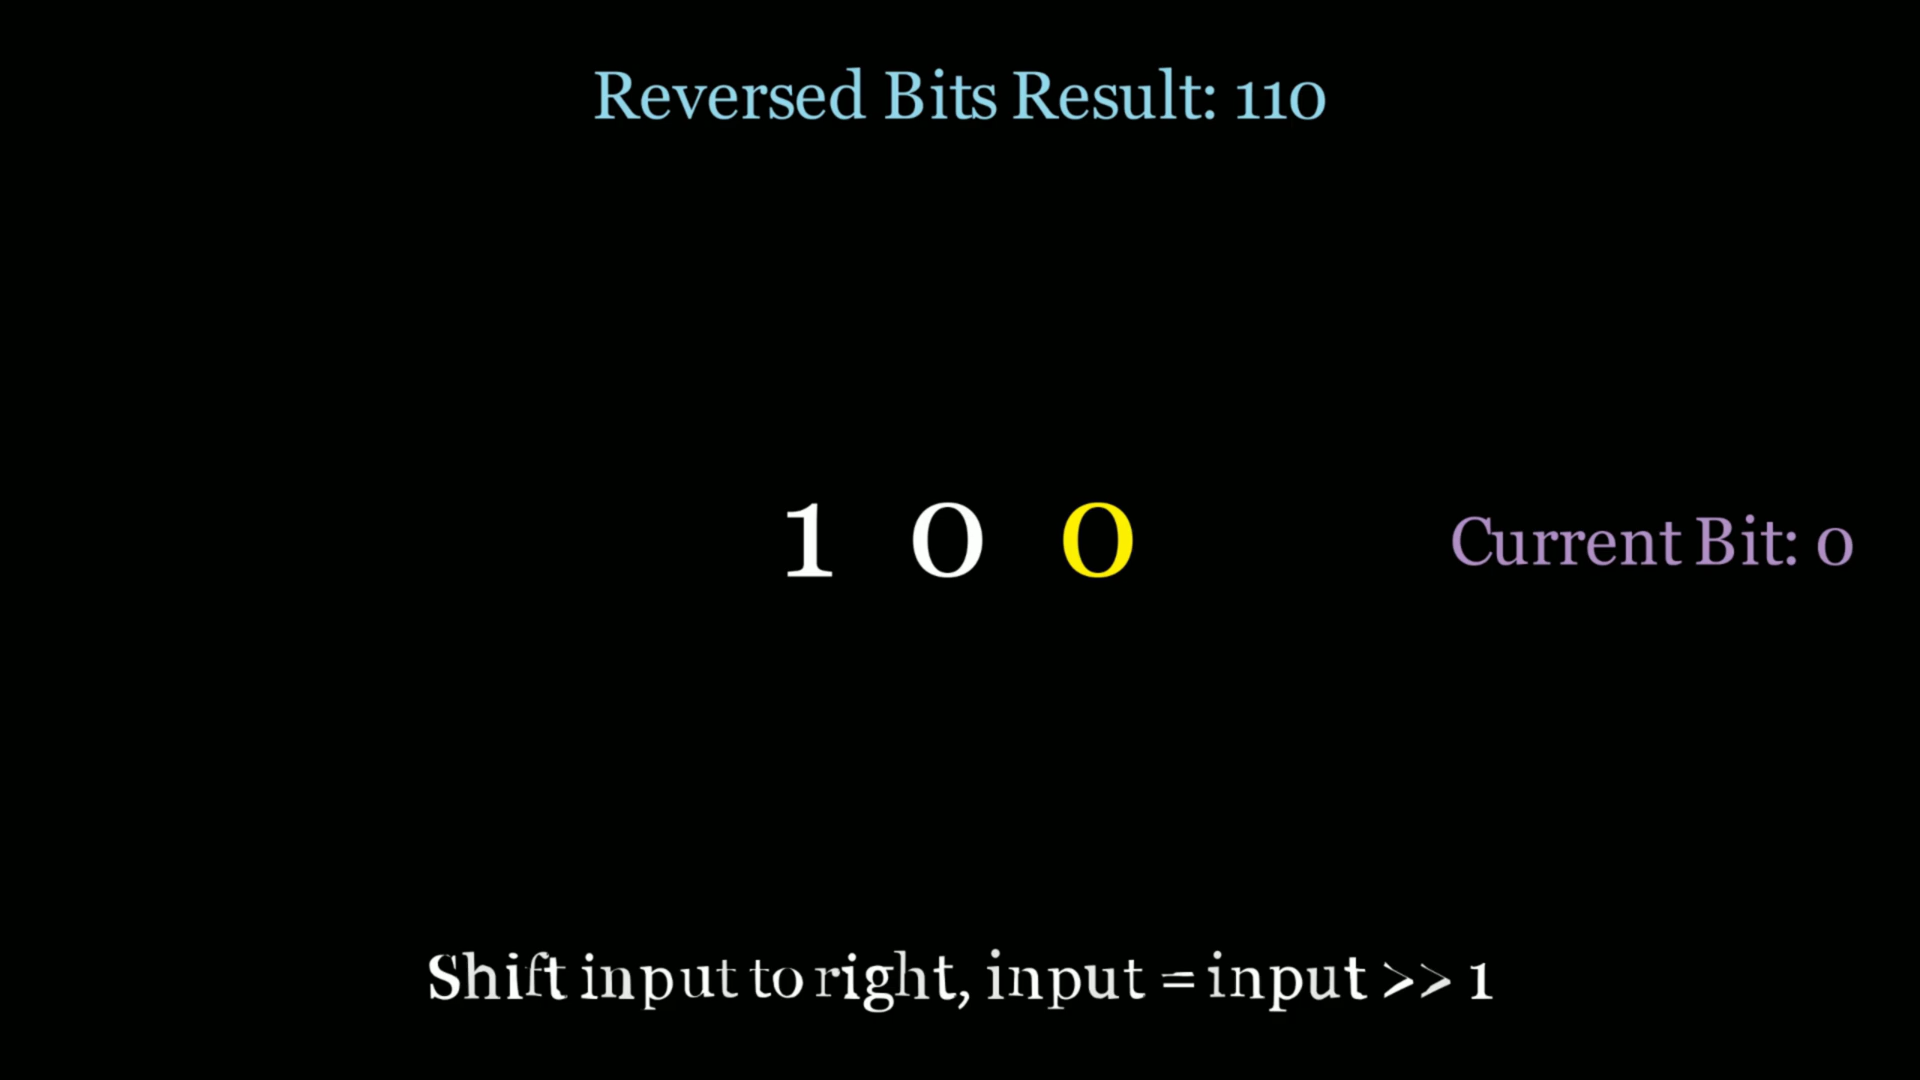 Reversed Bits Result: 110
1 0 0
Current Bit: 0
Shift input to right, input = input >> 1